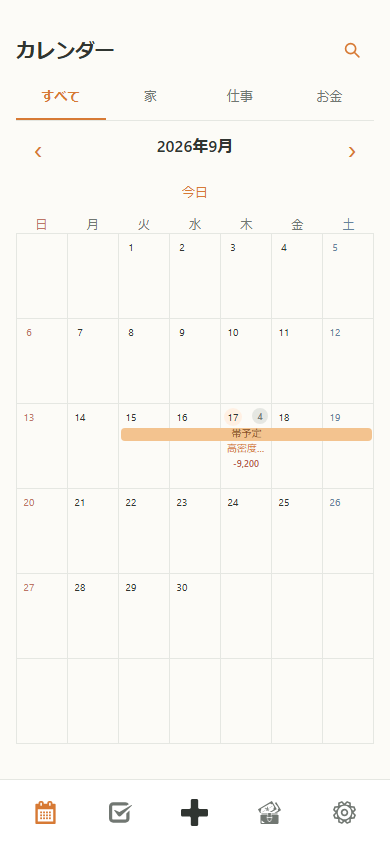 カレンダー
すべて 家 仕事 お金
‹ 2026年9月 ›
今日
日 月 火 水 木 金 土
1 2 3 4 5
6 7 8 9 10 11 12
13 14 15 16 17 4 18 19
帯予定
高密度...
-9,200
20 21 22 23 24 25 26
27 28 29 30